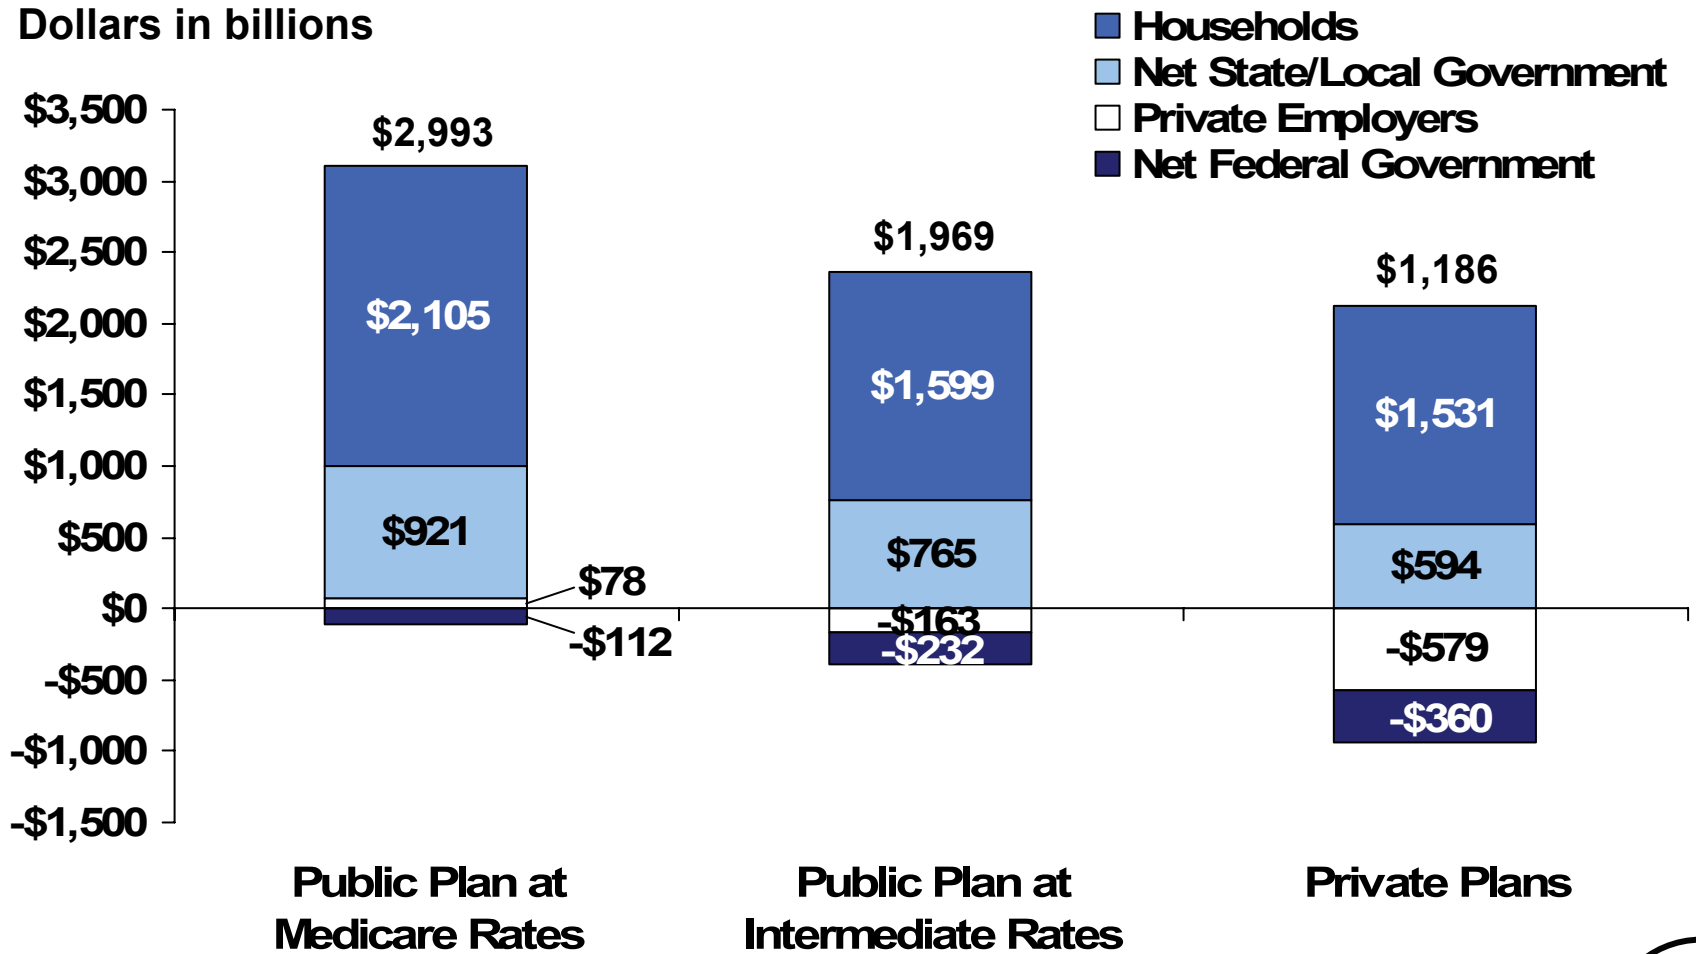 Dollars in billions
Households
Net State/Local Government
Private Employers
Net Federal Government
$3,500
$3,000
$2,500
$2,000
$1,500
$1,000
$500
$0
-$500
-$1,000
-$1,500
$2,993
$2,105
$921
$78
-$112
$1,969
$1,599
$765
-$163
-$232
$1,186
$1,531
$594
-$579
-$360
Public Plan at
Medicare Rates
Public Plan at
Intermediate Rates
Private Plans